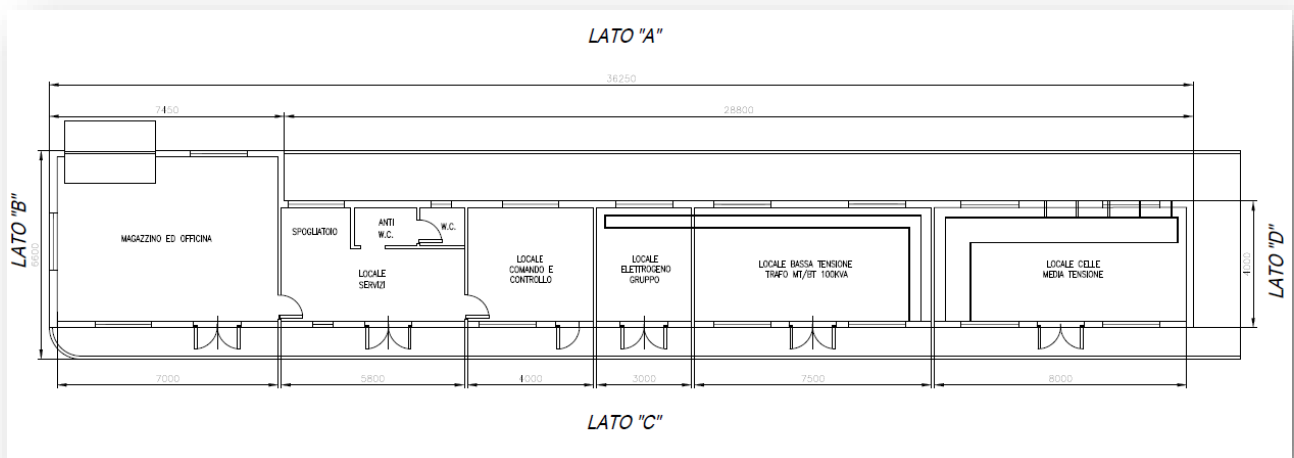 LATO "A"
36250
7450
28800
LATO "B"
6600
MAGAZZINO ED OFFICINA
SPOGLIATOIO
ANTI
W.C.
W.C.
LOCALE
SERVIZI
LOCALE
COMANDO E
CONTROLLO
LOCALE
ELETTROGENO
GRUPPO
LOCALE BASSA TENSIONE
TRAFO MT/BT 100KVA
LOCALE CELLE
MEDIA TENSIONE
4000
LATO "D"
7000
5800
4000
3000
7500
8000
LATO "C"